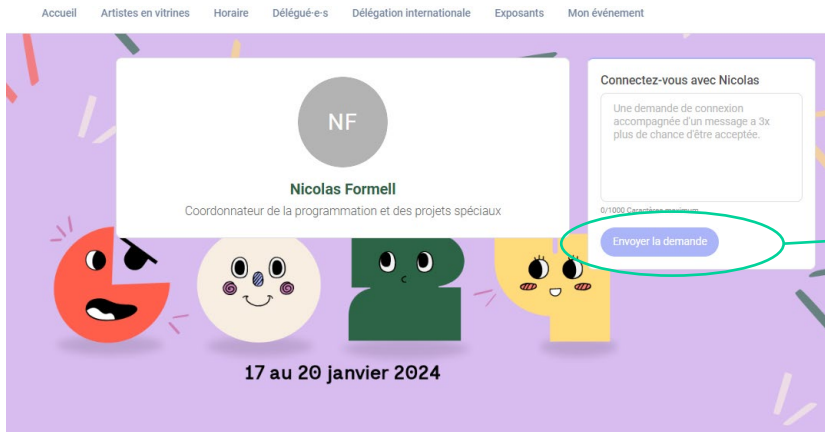 Accueil Artistes en vitrines Horaire Délégué·e·s Délégation internationale Exposants Mon événement
NF
Nicolas Formell
Coordonnateur de la programmation et des projets spéciaux
Connectez-vous avec Nicolas
Une demande de connexion
accompagnée d'un message a 3x
plus de chance d'être acceptée.
0/1000 Caractères maximum
Envoyer la demande
17 au 20 janvier 2024